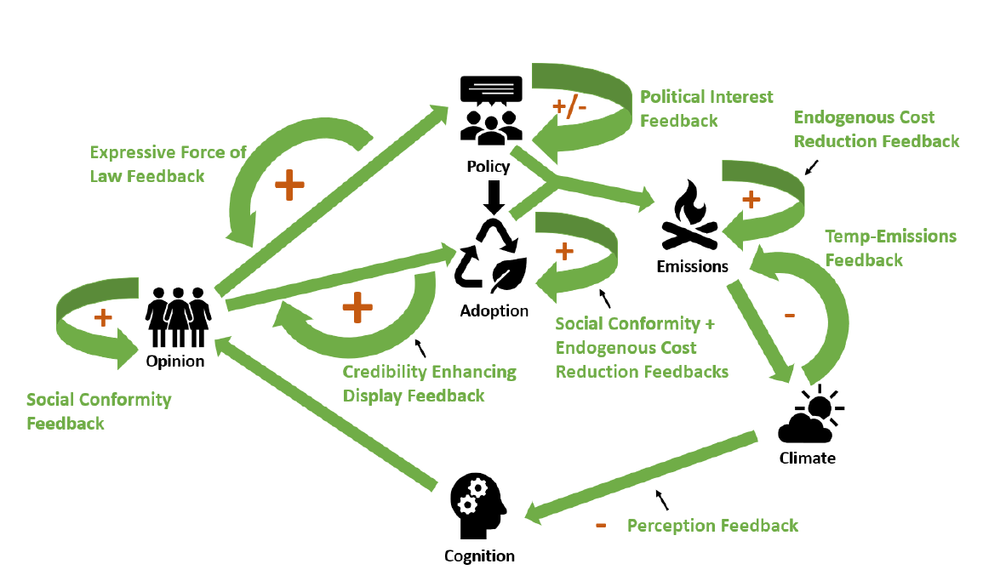 Political Interest
Feedback
+/-
Endogenous Cost
Reduction Feedback
Expressive Force of
Law Feedback
+
Policy
+
Temp-Emissions
Feedback
+
Emissions
Adoption
+
+
-
Social Conformity +
Endogenous Cost
Reduction Feedbacks
Opinion
Credibility Enhancing
Display Feedback
Social Conformity
Feedback
Climate
- Perception Feedback
Cognition